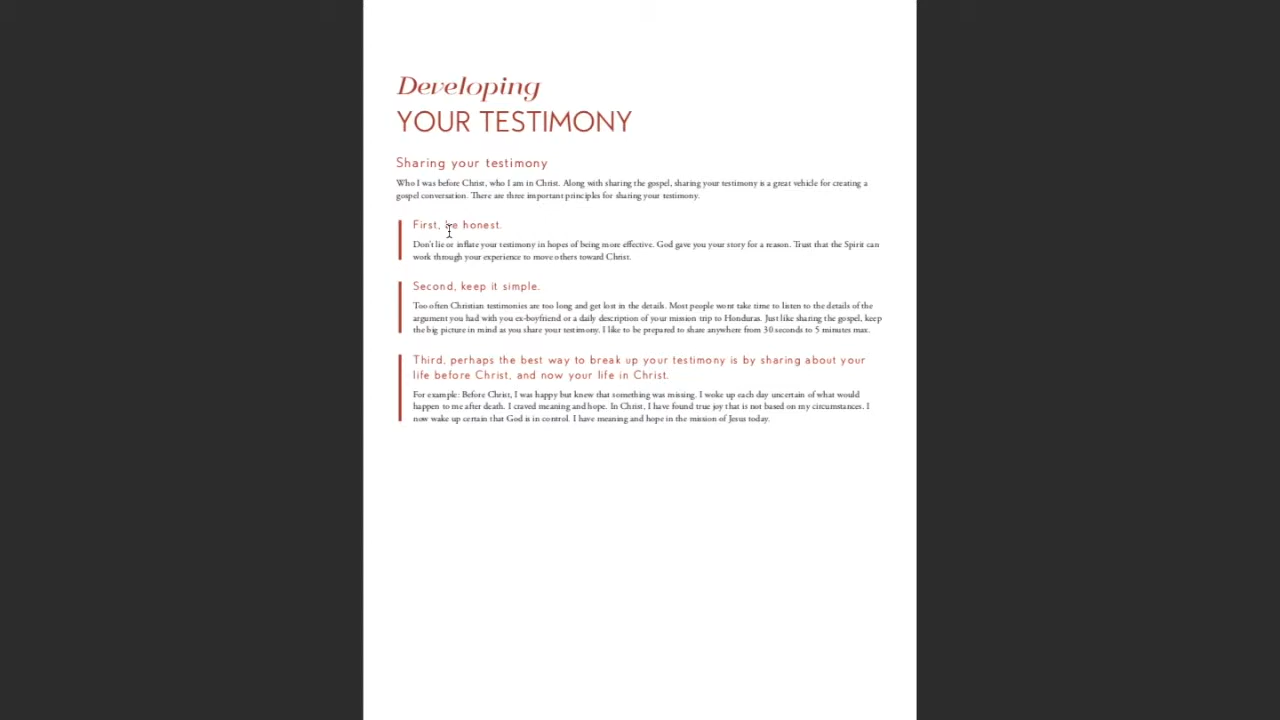 Developing
YOUR TESTIMONY
Sharing your testimony
Who I was before Christ, who I am in Christ. Along with sharing the gospel, sharing your testimony is a great vehicle for creating a
gospel conversation. There are three important principles for sharing your testimony.
First, be honest.
Don't lie or inflate your testimony in hopes of being more effective. God gave you your story for a reason. Trust that the Spirit can
work through your experience to move others toward Christ.
Second, keep it simple.
Too often Christian testimonies are too long and get lost in the details. Most people wont take time to listen to the details of the
argument you had with you ex-boyfriend or a daily description of your mission trip to Honduras. Just like sharing the gospel, keep
the big picture in mind as you share your testimony. I like to be prepared to share anywhere from 30 seconds to 5 minutes max.
Third, perhaps the best way to break up your testimony is by sharing about your
life before Christ, and now your life in Christ.
For example: Before Christ, I was happy but knew that something was missing. I woke up each day uncertain of what would
happen to me after death. I craved meaning and hope. In Christ, I have found true joy that is not based on my circumstances. I
now wake up certain that God is in control. I have meaning and hope in the mission of Jesus today.